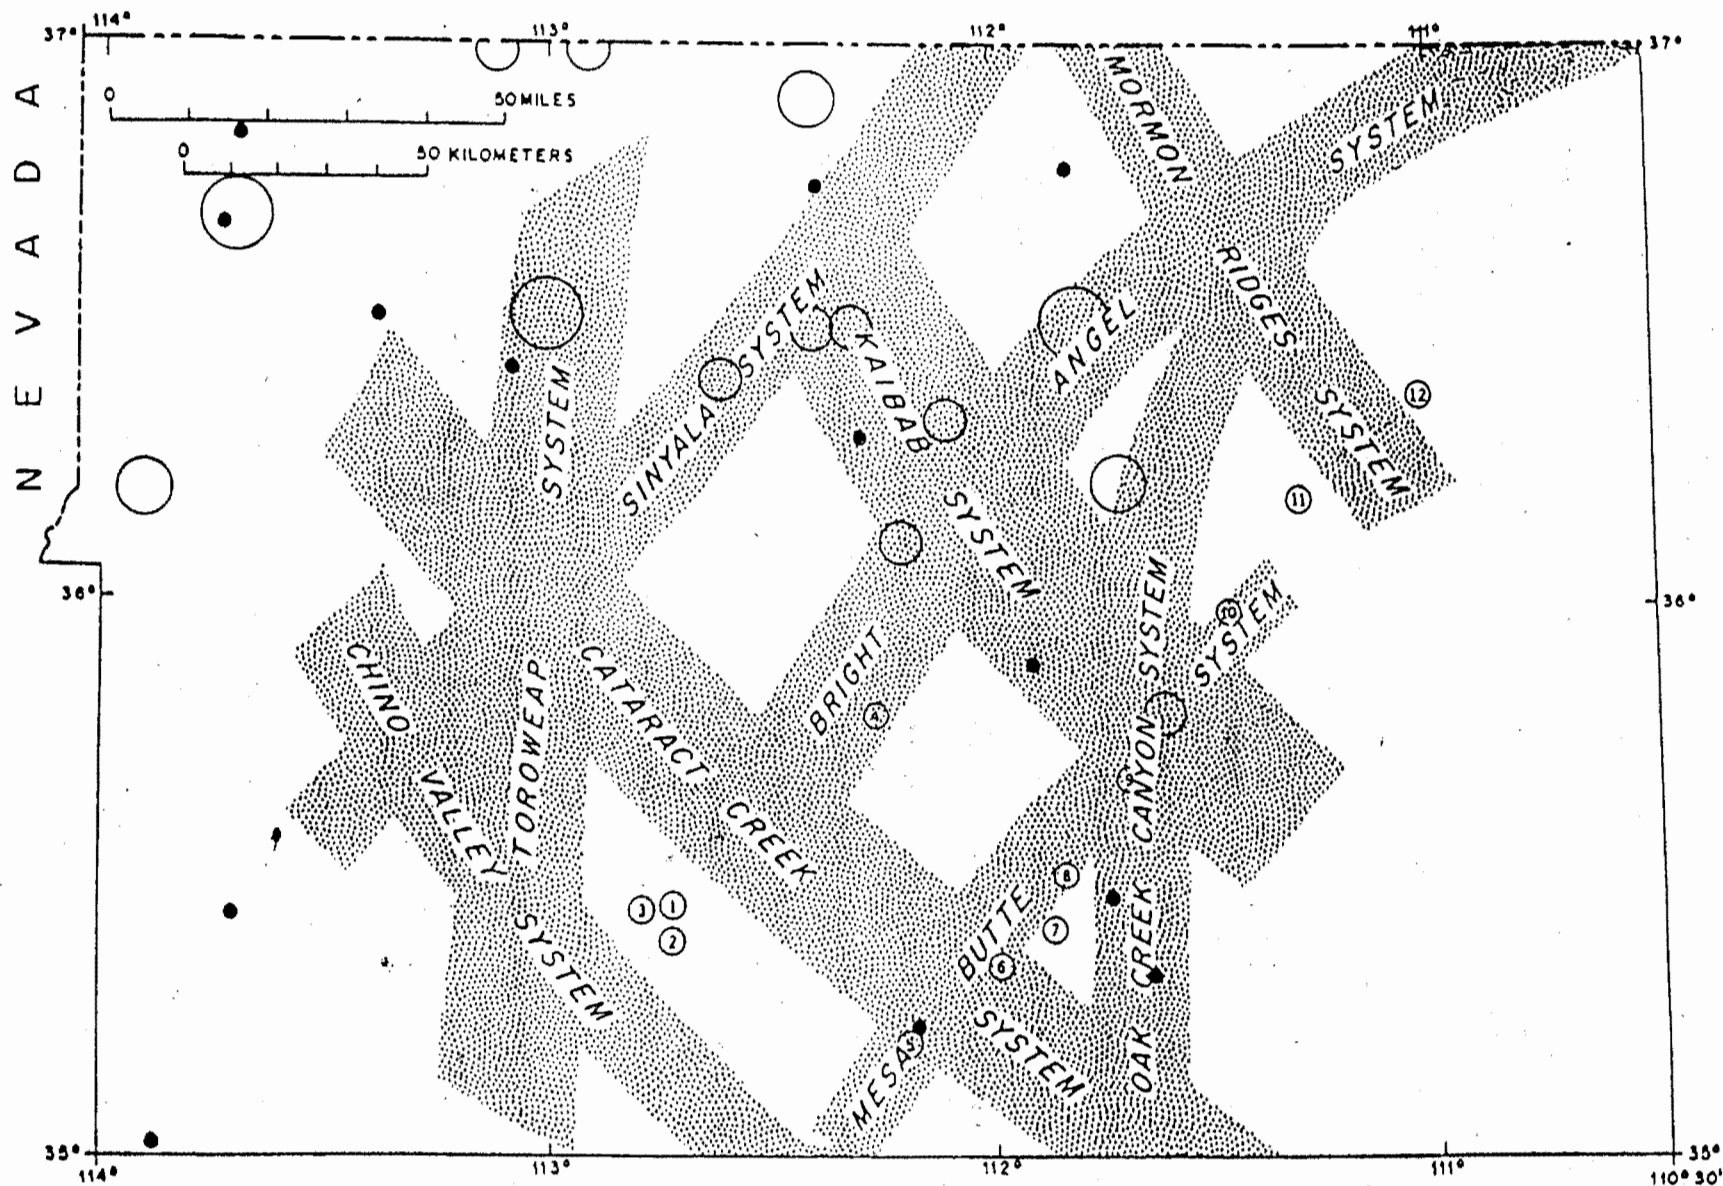 114°
113°
112°
111°
37°
37°
NEVADA
0 50 MILES
0 50 KILOMETERS
MORMON
RIDGES
SYSTEM
SYSTEM
SINYALA SYSTEM
KAIBAB
SYSTEM
BRIGHT
ANGEL
SYSTEM
12
11
36°
36°
SYSTEM
TOROWEAP
CHINO
VALLEY
SYSTEM
CATARACT
CREEK
SYSTEM
4
OAK CREEK CANYON SYSTEM
MESA
BUTTE
SYSTEM
8
7
6
3
1
2
35°
35°
114°
113°
112°
111°
110°30'